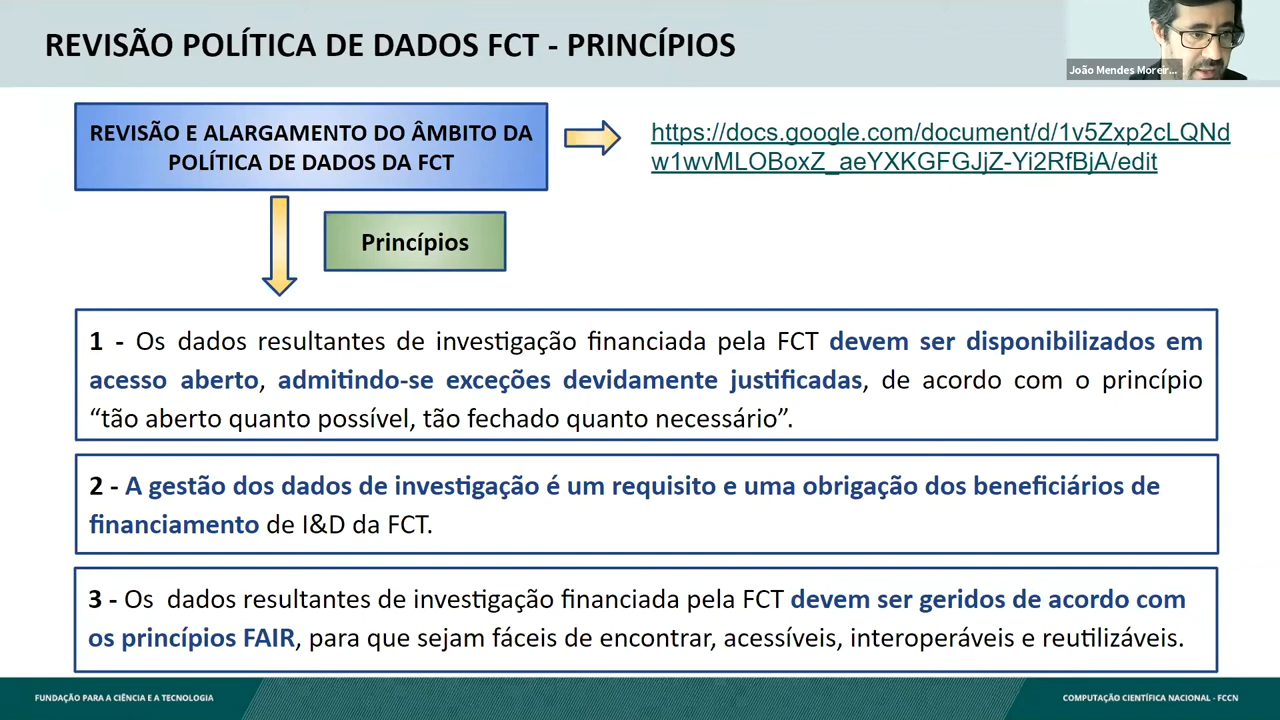 REVISÃO POLÍTICA DE DADOS FCT - PRINCÍPIOS
João Mendes Moreir...
REVISÃO E ALARGAMENTO DO ÂMBITO DA
POLÍTICA DE DADOS DA FCT
https://docs.google.com/document/d/1v5Zxp2cLQNd
w1wvMLOBoxZ_aeYXKGFGJjZ-Yi2RfBjA/edit
Princípios
1 - Os dados resultantes de investigação financiada pela FCT devem ser disponibilizados em
acesso aberto, admitindo-se exceções devidamente justificadas, de acordo com o princípio
“tão aberto quanto possível, tão fechado quanto necessário”.
2 - A gestão dos dados de investigação é um requisito e uma obrigação dos beneficiários de
financiamento de I&D da FCT.
3 - Os dados resultantes de investigação financiada pela FCT devem ser geridos de acordo com
os princípios FAIR, para que sejam fáceis de encontrar, acessíveis, interoperáveis e reutilizáveis.
FUNDAÇÃO PARA A CIÊNCIA E A TECNOLOGIA
COMPUTAÇÃO CIENTÍFICA NACIONAL - FCCN